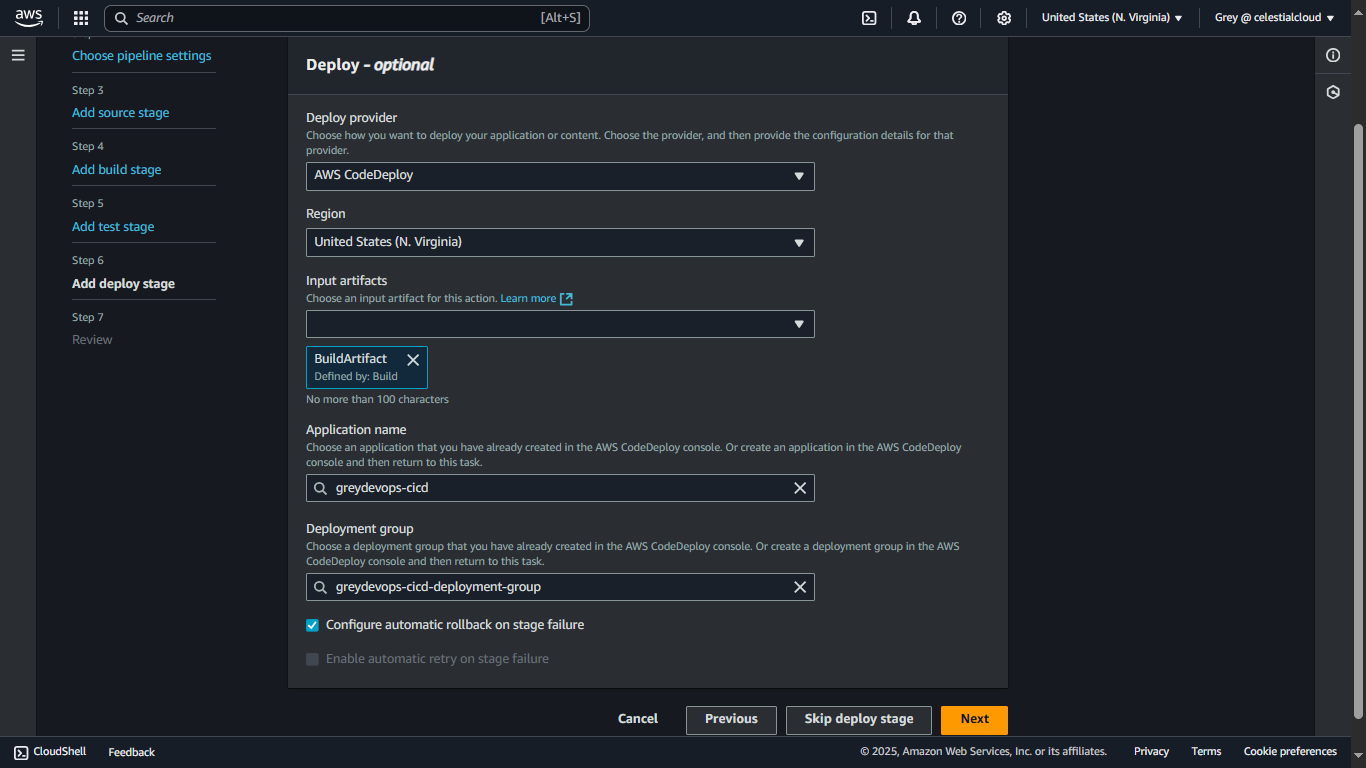 aws
Search
[Alt+S]
United States (N. Virginia)
Grey @ celestialcloud
Choose pipeline settings
Step 3
Add source stage
Step 4
Add build stage
Step 5
Add test stage
Step 6
Add deploy stage
Step 7
Review
Deploy - optional
Deploy provider
Choose how you want to deploy your application or content. Choose the provider, and then provide the configuration details for that
provider.
AWS CodeDeploy
Region
United States (N. Virginia)
Input artifacts
Choose an input artifact for this action. Learn more
BuildArtifact
Defined by: Build
No more than 100 characters
Application name
Choose an application that you have already created in the AWS CodeDeploy console. Or create an application in the AWS CodeDeploy
console and then return to this task.
greydevops-cicd
Deployment group
Choose a deployment group that you have already created in the AWS CodeDeploy console. Or create a deployment group in the AWS
CodeDeploy console and then return to this task.
greydevops-cicd-deployment-group
Configure automatic rollback on stage failure
Enable automatic retry on stage failure
Cancel
Previous
Skip deploy stage
Next
CloudShell
Feedback
© 2025, Amazon Web Services, Inc. or its affiliates.
Privacy
Terms
Cookie preferences